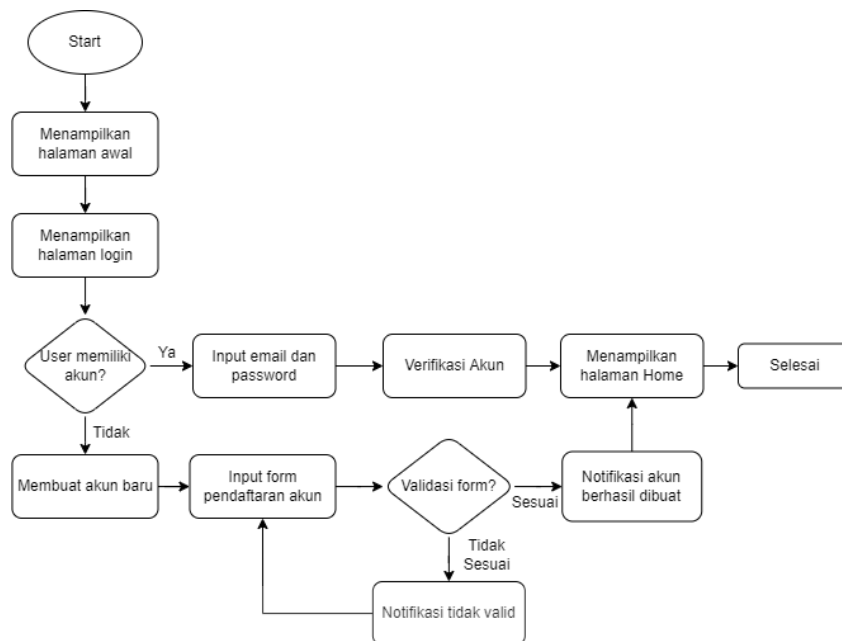 Start
Menampilkan
halaman awal
Menampilkan
halaman login
User memiliki
akun?
Ya
Input email dan
password
Verifikasi Akun
Menampilkan
halaman Home
Selesai
Tidak
Membuat akun baru
Input form
pendaftaran akun
Validasi form?
Sesuai
Notifikasi akun
berhasil dibuat
Tidak
Sesuai
Notifikasi tidak valid